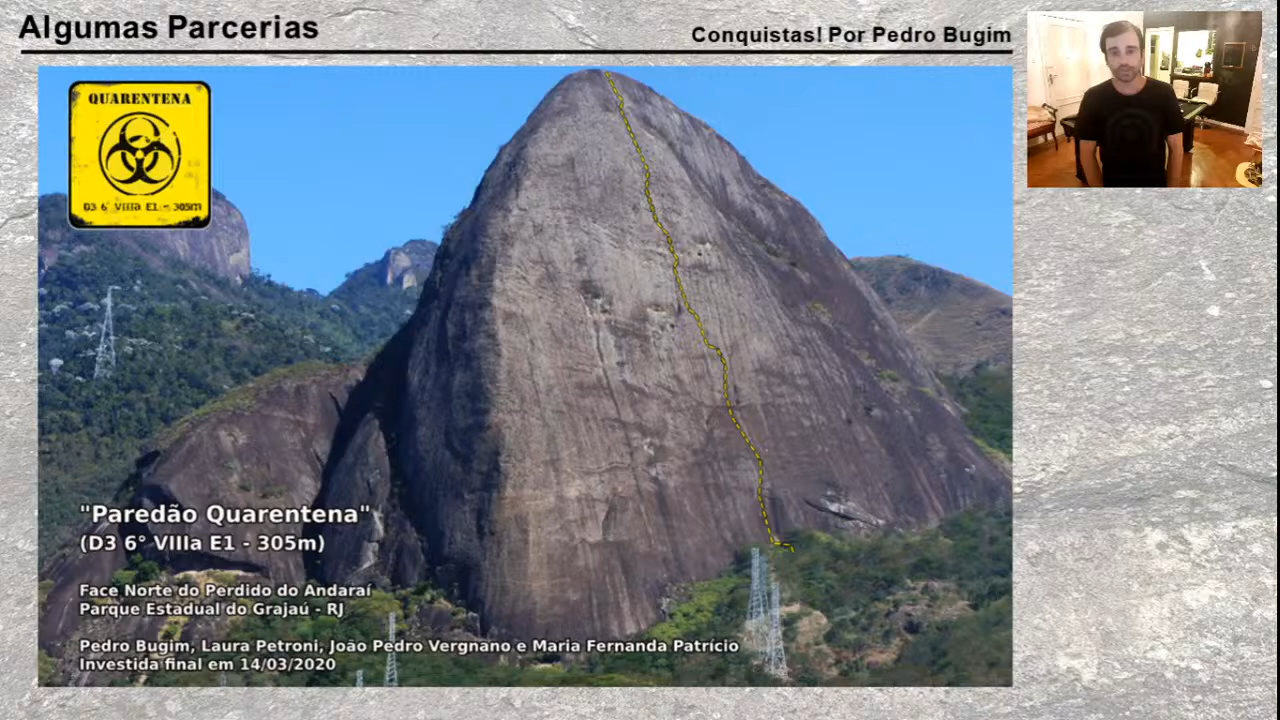 Algumas Parcerias
Conquistas! Por Pedro Bugim
QUARENTENA
D3 6° VIIIa E1 - 305m
"Paredão Quarentena"
(D3 6° VIIIa E1 - 305m)
Face Norte do Perdido do Andaraí
Parque Estadual do Grajaú - RJ
Pedro Bugim, Laura Petroni, João Pedro Vergnano e Maria Fernanda Patrício
Investida final em 14/03/2020